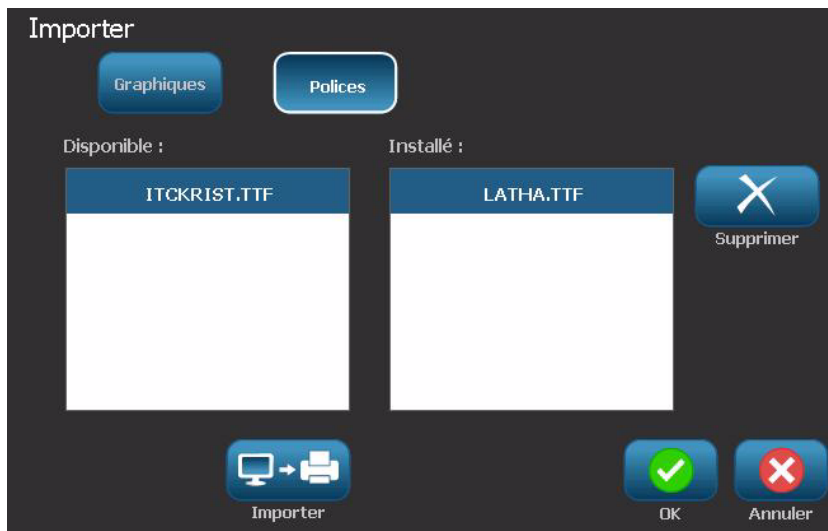 Importer
Graphiques
Polices
Disponible :
Installé :
ITCKRIST.TTF
LATHA.TTF
Supprimer
Importer
OK
Annuler